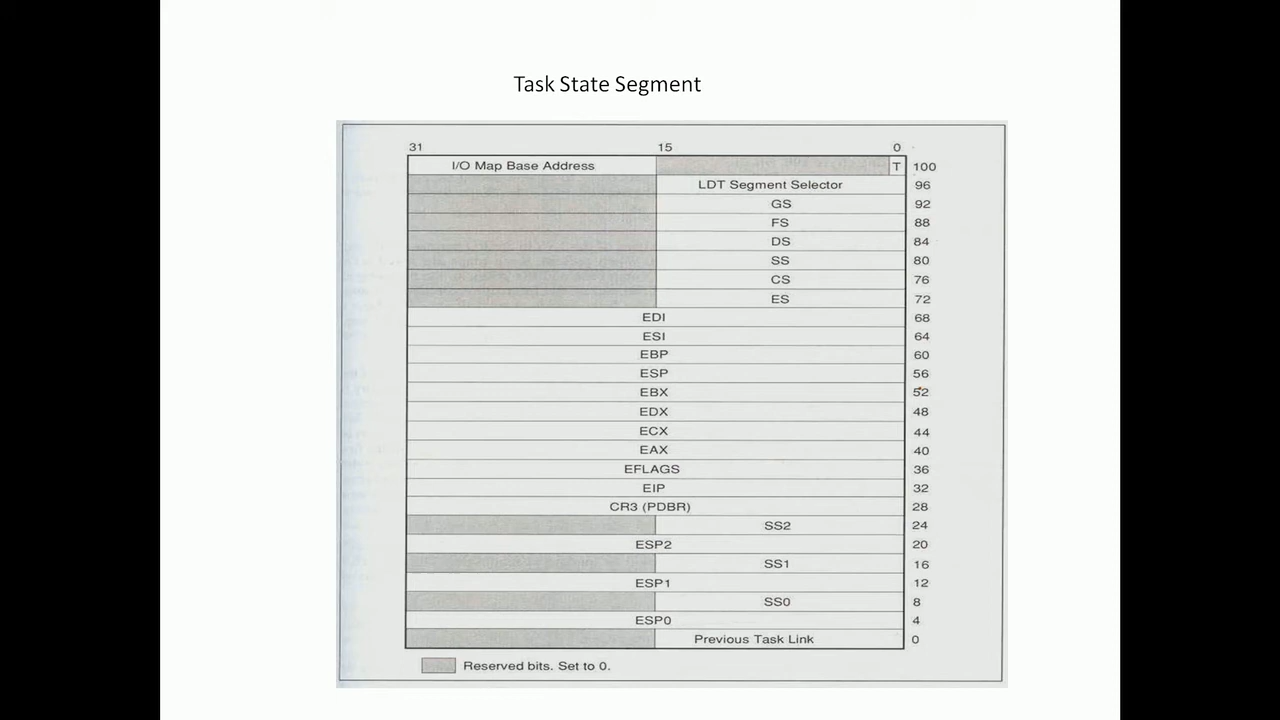 Task State Segment
31 15 0
I/O Map Base Address T 100
LDT Segment Selector 96
GS 92
FS 88
DS 84
SS 80
CS 76
ES 72
EDI 68
ESI 64
EBP 60
ESP 56
EBX 52
EDX 48
ECX 44
EAX 40
EFLAGS 36
EIP 32
CR3 (PDBR) 28
SS2 24
ESP2 20
SS1 16
ESP1 12
SS0 8
ESP0 4
Previous Task Link 0
Reserved bits. Set to 0.